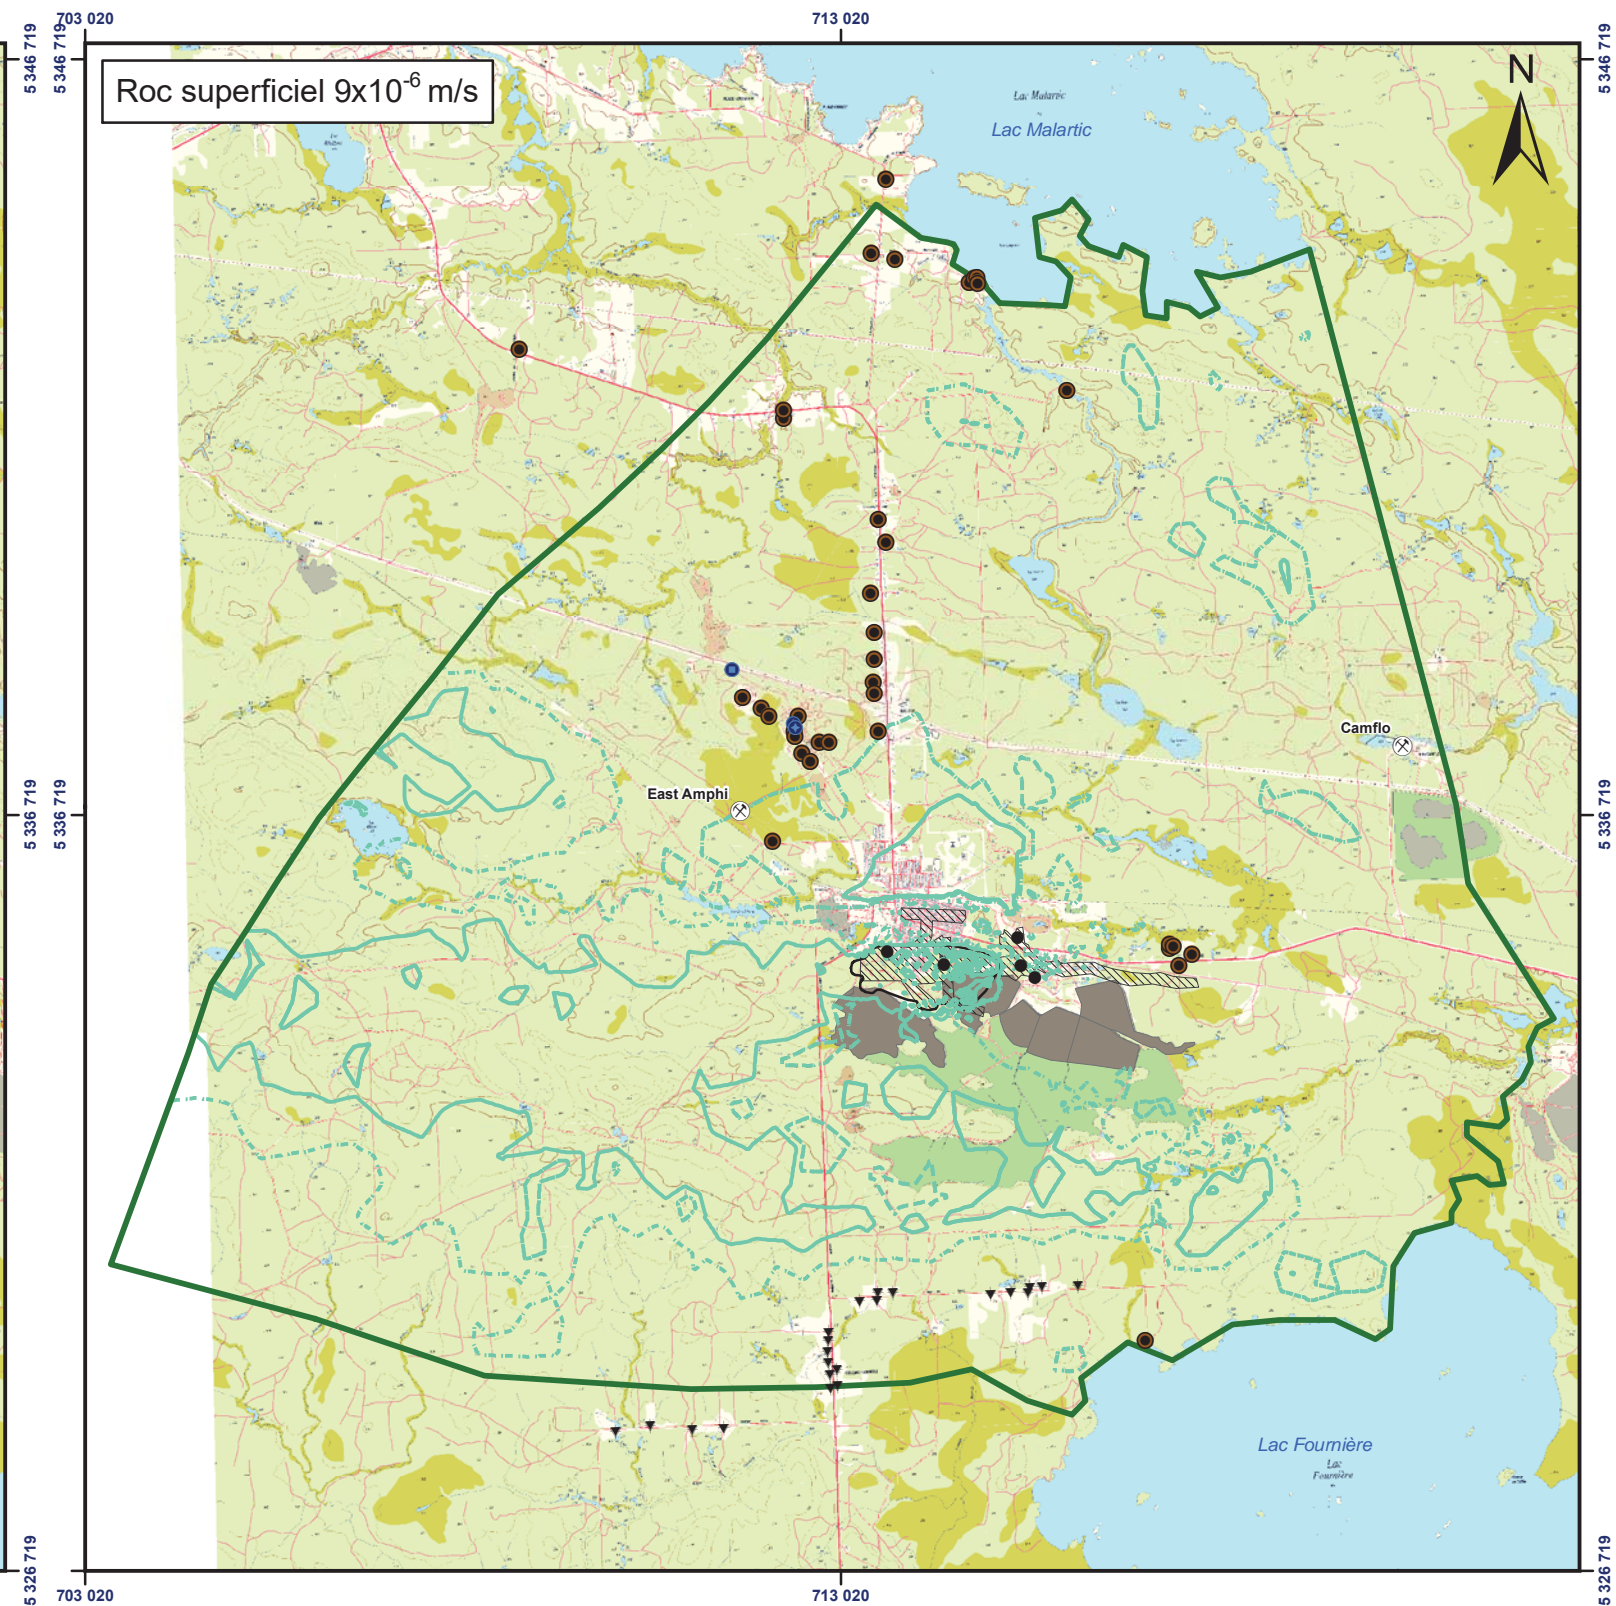 703 020
713 020
5 346 719
5 346 719
5 346 719
Roc superficiel 9x10-6 m/s
N
Lac Malartic
Lac Malartic
Camflo
East Amphi
5 336 719
5 336 719
5 336 719
Lac Fournière
Lac
Fournière
5 326 719
5 326 719
703 020
713 020